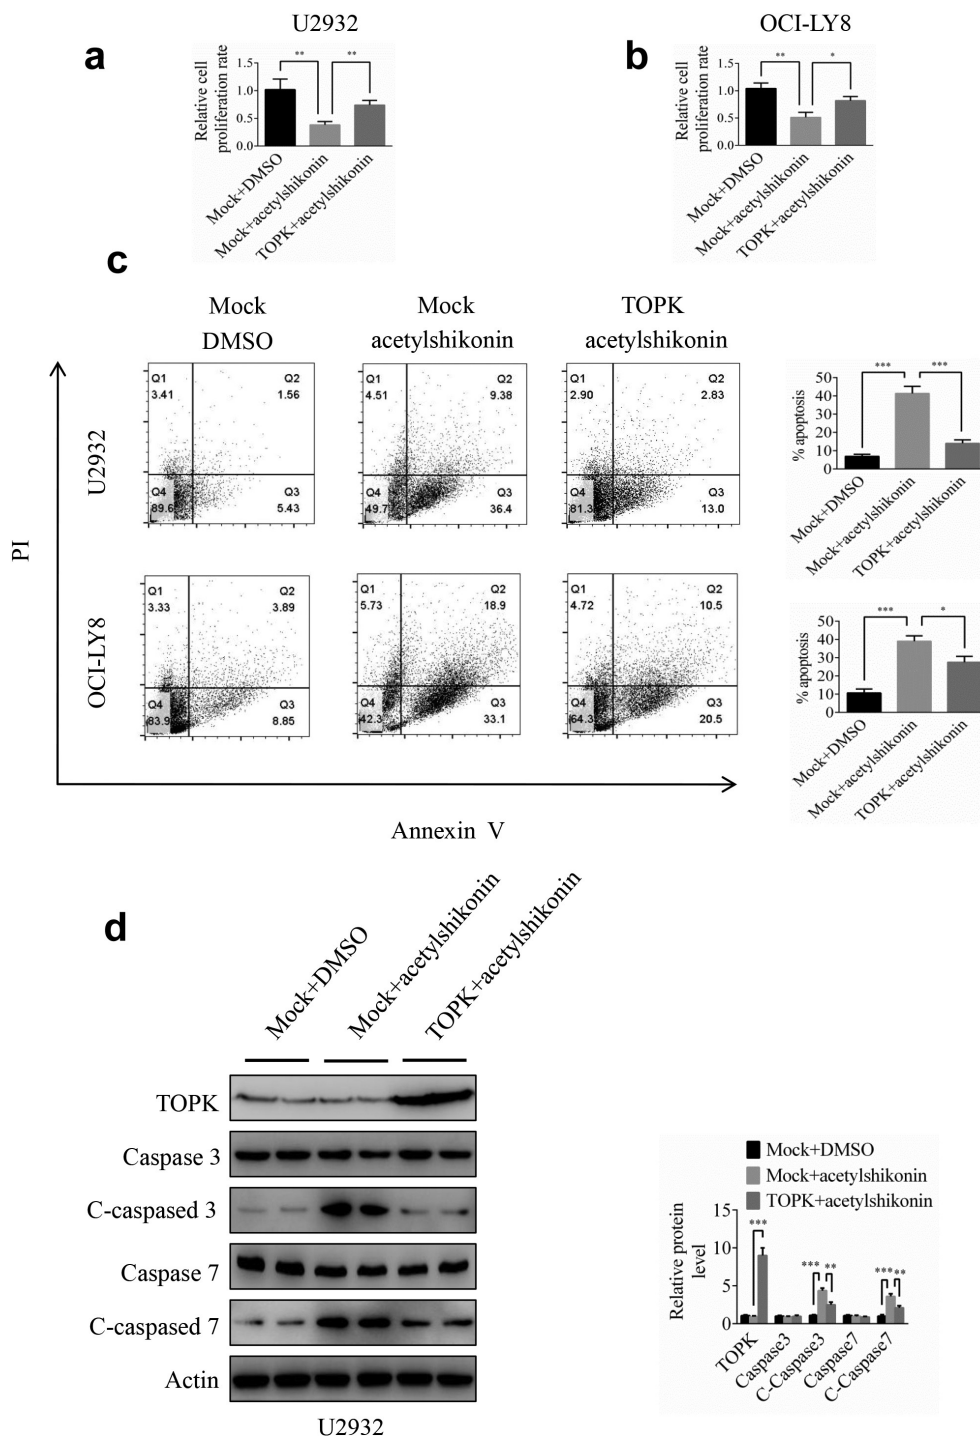 U2932
OCI-LY8
a
b
Relative cell
proliferation rate
1.5
1.0
0.5
0.0
**
**
Mock+DMSO
Mock+acetylshikonin
TOPK+acetylshikonin
Relative cell
proliferation rate
1.5
1.0
0.5
0.0
**
*
Mock+DMSO
Mock+acetylshikonin
TOPK+acetylshikonin
c
Mock
DMSO
Mock
acetylshikonin
TOPK
acetylshikonin
PI
U2932
Q1
3.41
Q2
1.56
Q4
89.6
Q3
5.43
Q1
4.51
Q2
9.38
Q4
49.7
Q3
36.4
Q1
2.90
Q2
2.83
Q4
81.3
Q3
13.0
% apoptosis
50
40
30
20
10
0
***
***
Mock+DMSO
Mock+acetylshikonin
TOPK+acetylshikonin
OCI-LY8
Q1
3.33
Q2
3.89
Q4
83.9
Q3
8.85
Q1
5.73
Q2
18.9
Q4
42.3
Q3
33.1
Q1
4.72
Q2
10.5
Q4
64.3
Q3
20.5
% apoptosis
50
40
30
20
10
0
***
*
Mock+DMSO
Mock+acetylshikonin
TOPK+acetylshikonin
Annexin V
d
Mock+DMSO
Mock+acetylshikonin
TOPK+acetylshikonin
TOPK
Caspase 3
C-caspased 3
Caspase 7
C-caspased 7
Actin
U2932
Mock+DMSO
Mock+acetylshikonin
TOPK+acetylshikonin
Relative protein
level
15
10
5
0
***
***
**
***
**
TOPK
Caspase3
C-Caspase3
Caspase7
C-Caspase7